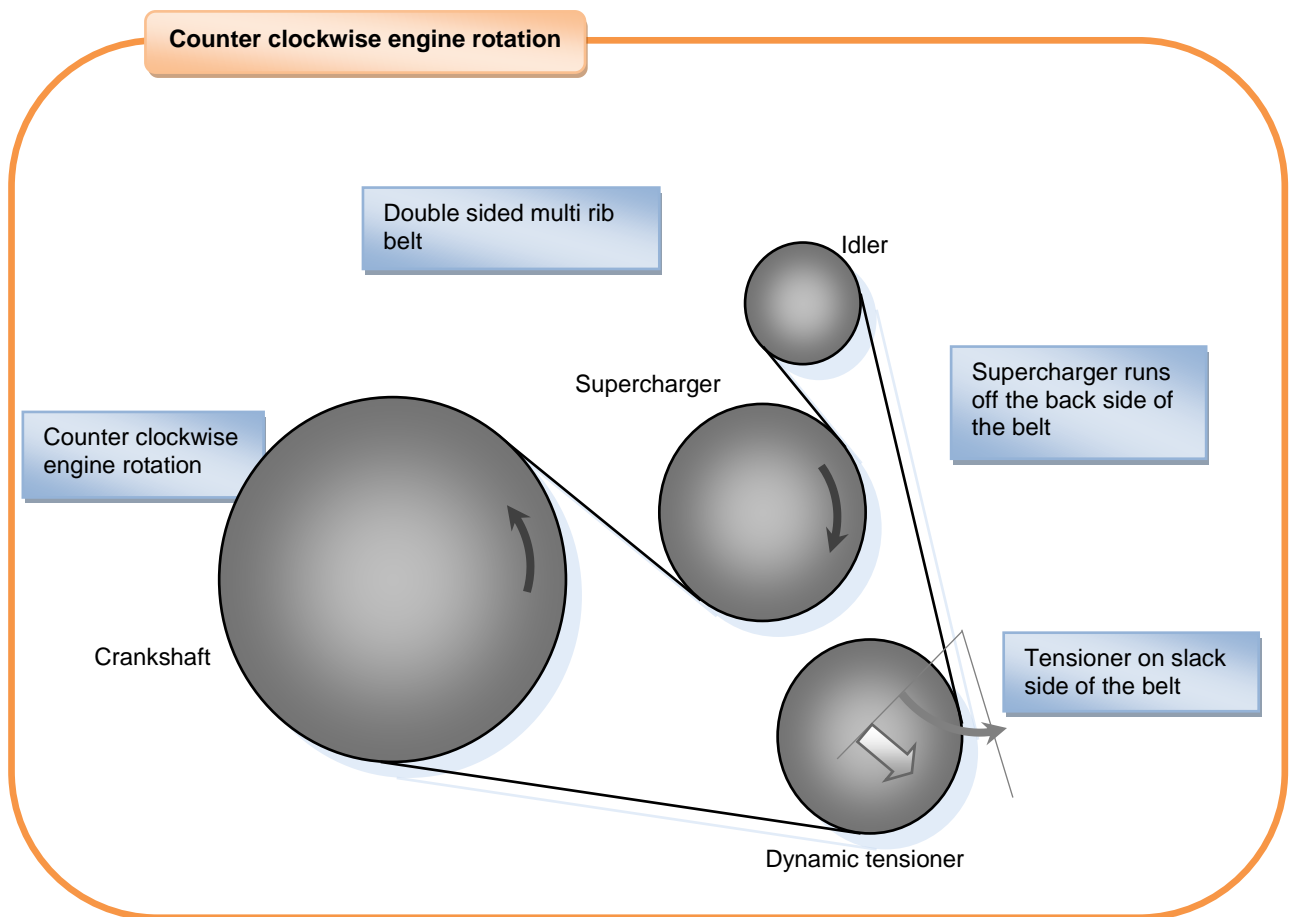 Counter clockwise engine rotation
Double sided multi rib
belt
Idler
Supercharger
Supercharger runs
off the back side of
the belt
Counter clockwise
engine rotation
Crankshaft
Tensioner on slack
side of the belt
Dynamic tensioner